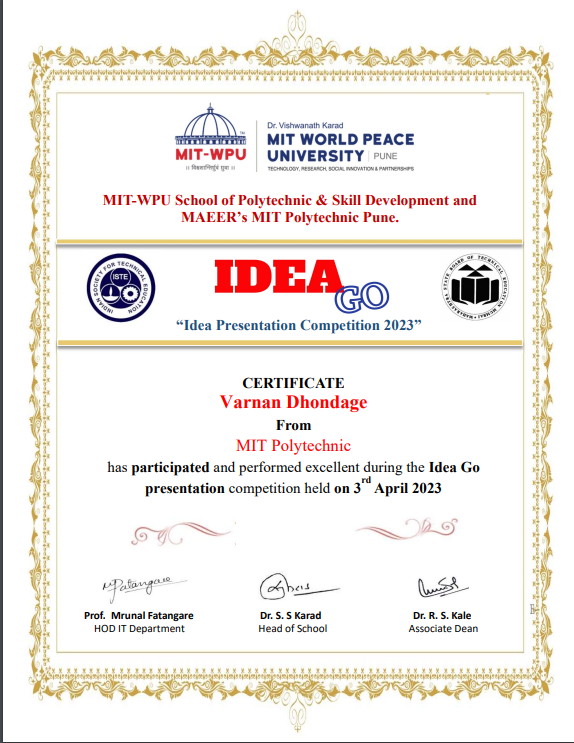 Dr. Vishwanath Karad
MIT WORLD PEACE
UNIVERSITY | PUNE
TECHNOLOGY, RESEARCH, SOCIAL INNOVATION & PARTNERSHIPS
TM
MIT-WPU
॥ विश्वशान्तिर्ध्रुवं ध्रुवा ॥
MIT-WPU School of Polytechnic & Skill Development and
MAEER's MIT Polytechnic Pune.
INDIAN SOCIETY FOR TECHNICAL EDUCATION
ISTE
IDEA
GO
MAHARASHTRA STATE BOARD OF TECHNICAL EDUCATION MUMBAI
“Idea Presentation Competition 2023”
CERTIFICATE
Varnan Dhondage
From
MIT Polytechnic
has participated and performed excellent during the Idea Go
presentation competition held on 3rd April 2023
Prof. Mrunal Fatangare
HOD IT Department
Dr. S. S Karad
Head of School
Dr. R. S. Kale
Associate Dean